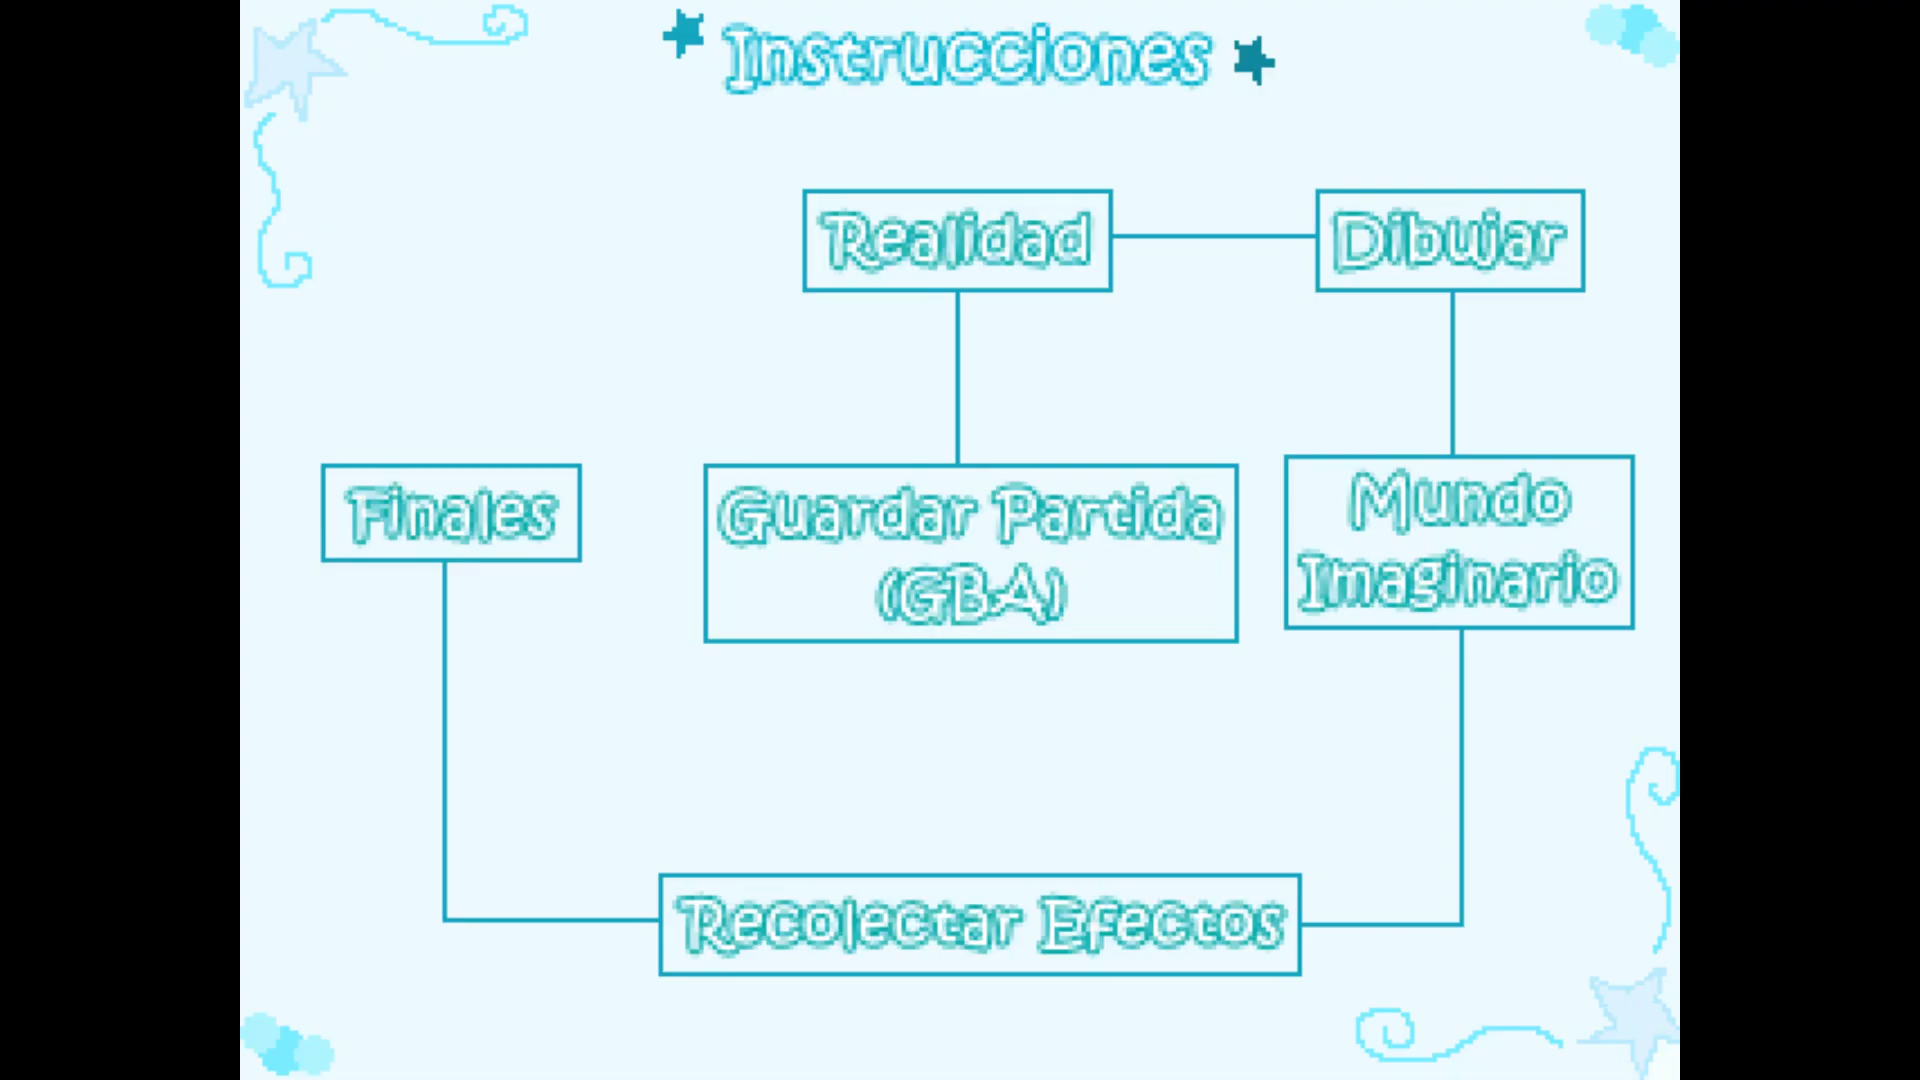 Instrucciones
Realidad
Dibujar
Finales
Guardar Partida
(GBA)
Mundo
Imaginario
Recolectar Efectos